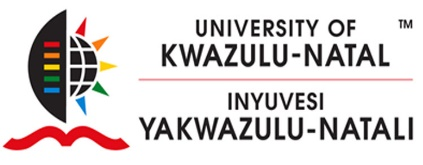 UNIVERSITY OF ™
KWAZULU-NATAL
INYUVESI
YAKWAZULU-NATALI